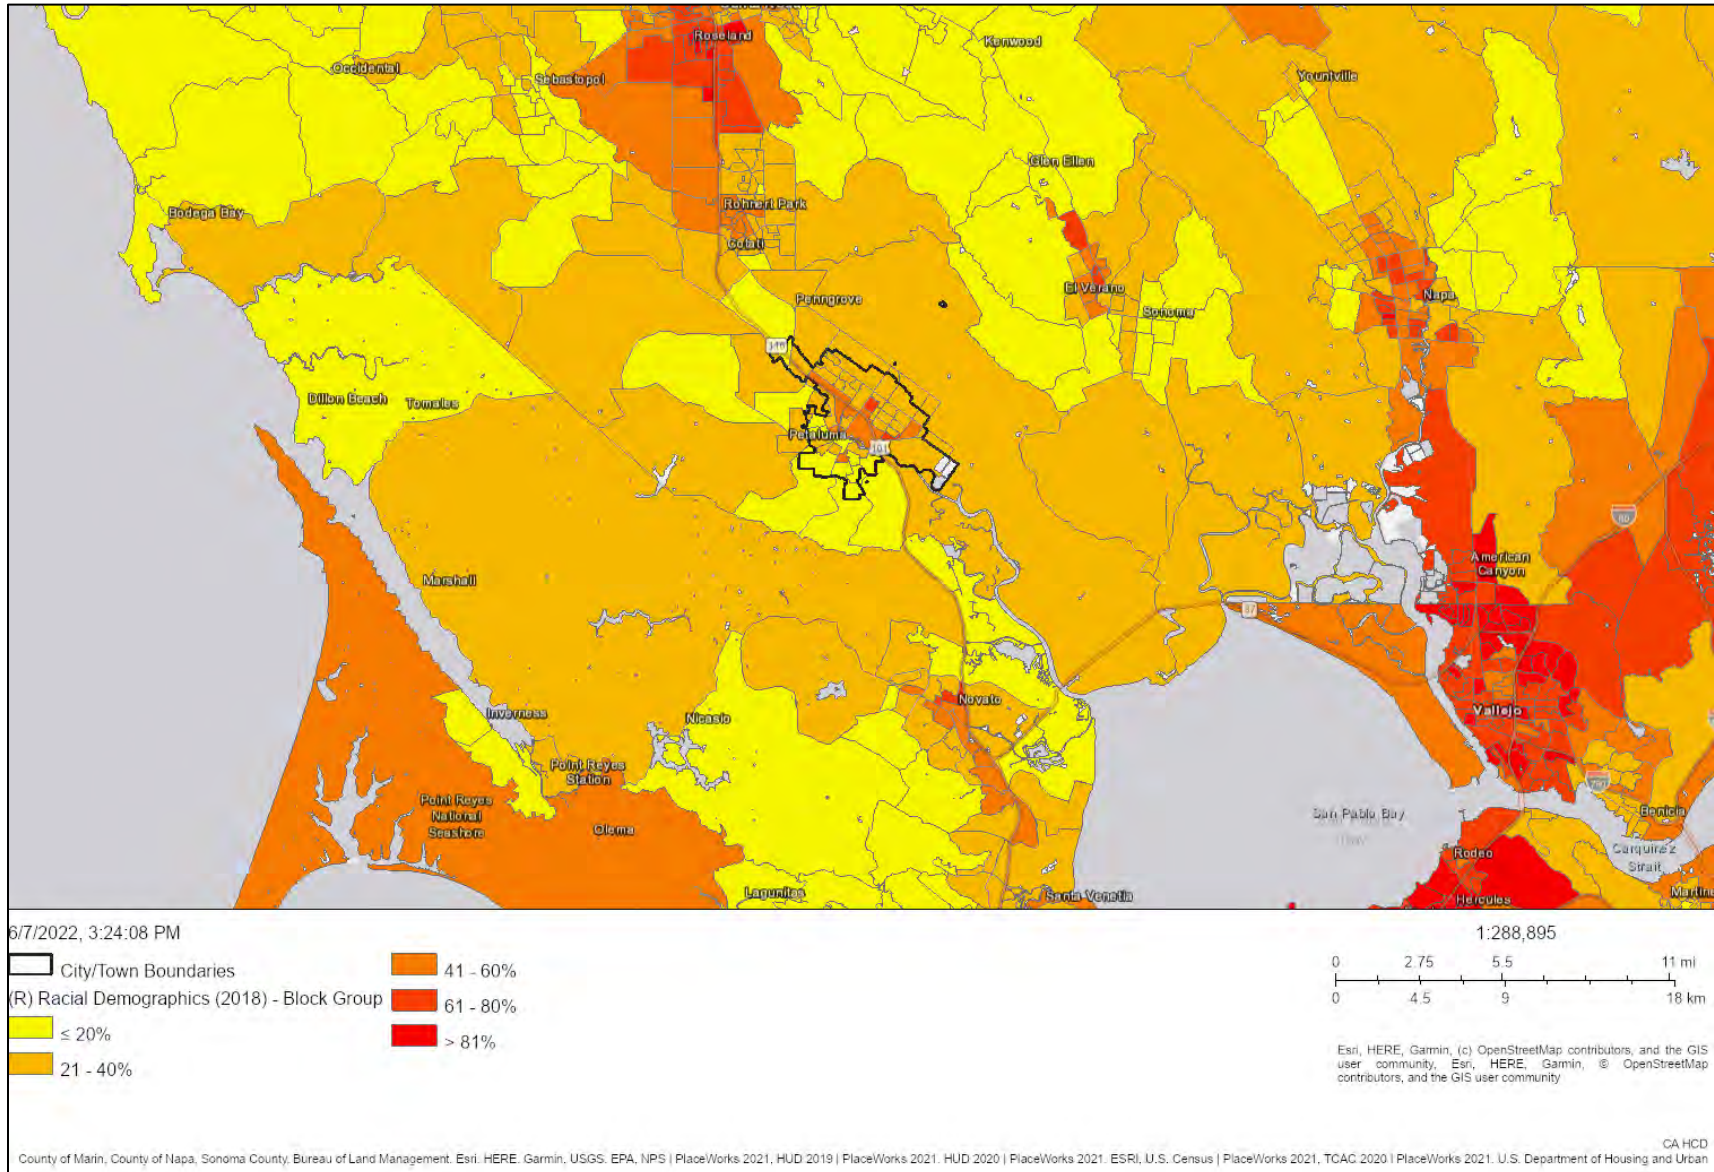 Roseland
Kenwood
Occidental
Sebastopol
Yountville
Glen Ellen
Bodega Bay
Rohnert Park
Cotati
El Verano
Sonoma
Napa
Penngrove
116
Dillon Beach
Tomales
Petaluma
101
80
American
Canyon
Marshall
37
Inverness
Nicasio
Novato
Vallejo
Point Reyes
Station
Point Reyes
National
Seashore
Olema
San Pablo Bay
Benicia
Carquinez
Strait
Rodeo
Lagunitas
Santa Venetia
Hercules
Martine
6/7/2022, 3:24:08 PM
City/Town Boundaries
(R) Racial Demographics (2018) - Block Group
≤ 20%
21 - 40%
41 - 60%
61 - 80%
> 81%
1:288,895
0 2.75 5.5 11 mi
0 4.5 9 18 km
Esri, HERE, Garmin, (c) OpenStreetMap contributors, and the GIS
user community, Esri, HERE, Garmin, © OpenStreetMap
contributors, and the GIS user community
CA HCD
County of Marin, County of Napa, Sonoma County, Bureau of Land Management, Esri, HERE, Garmin, USGS, EPA, NPS | PlaceWorks 2021, HUD 2019 | PlaceWorks 2021, HUD 2020 | PlaceWorks 2021, ESRI, U.S. Census | PlaceWorks 2021, TCAC 2020 | PlaceWorks 2021, U.S. Department of Housing and Urban